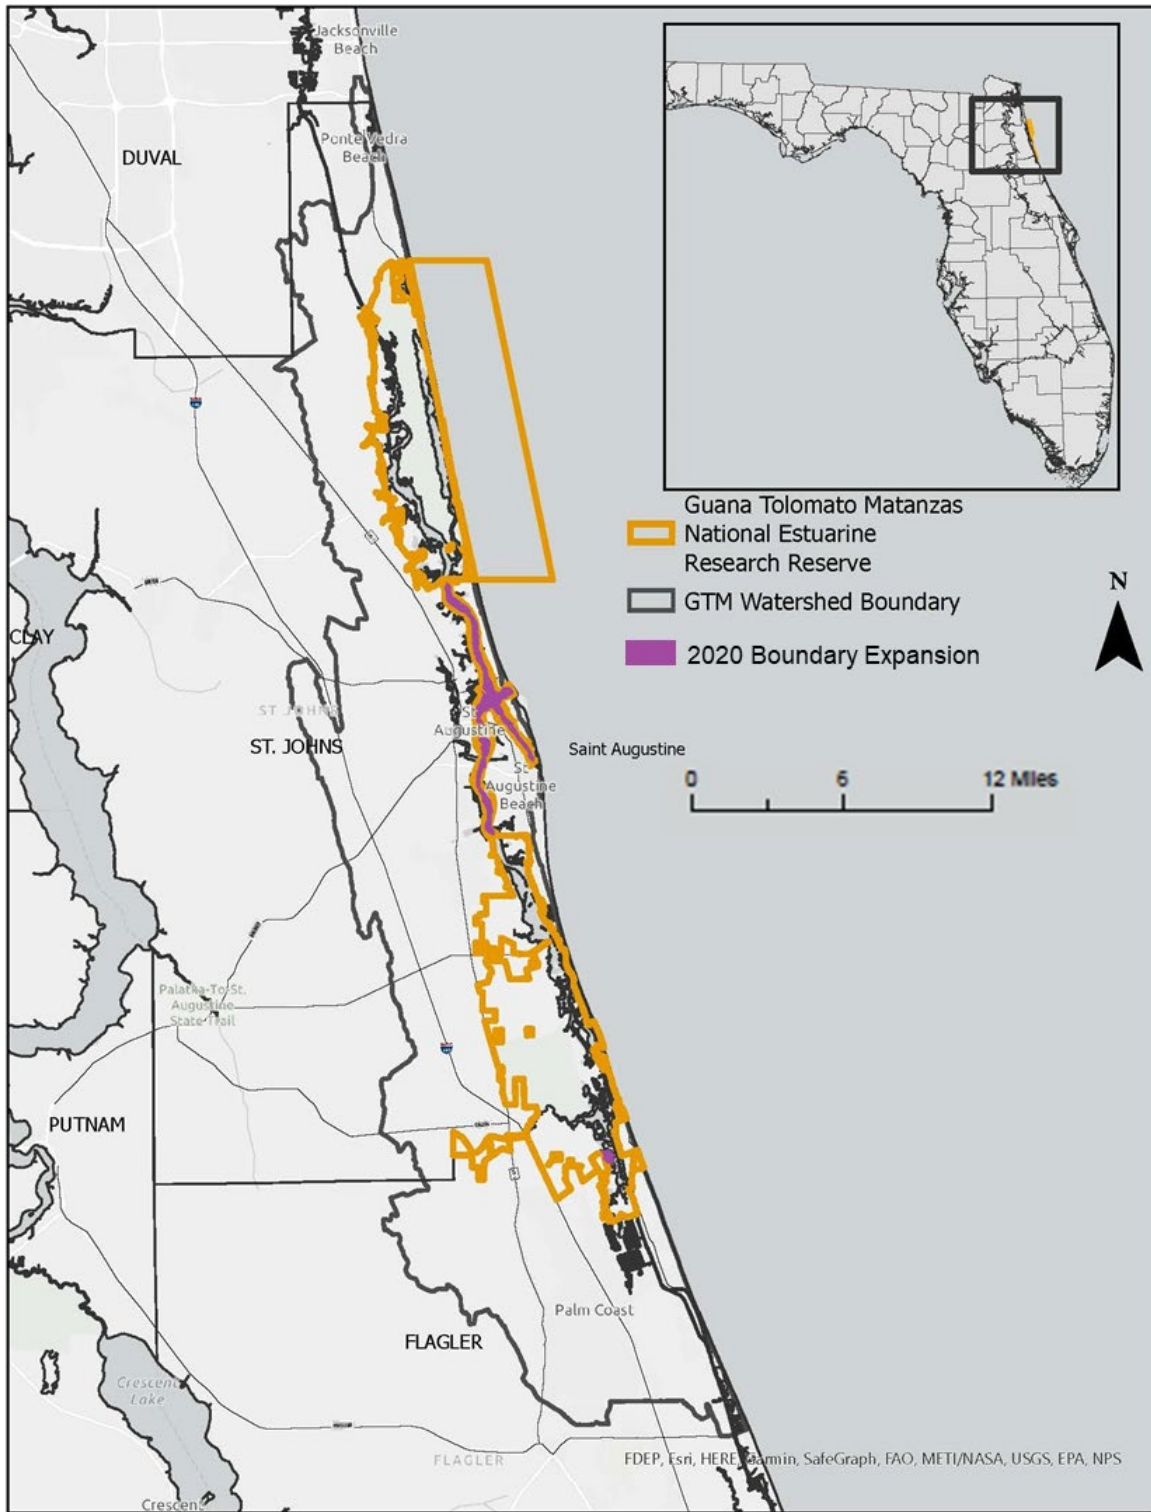 Jacksonville
Beach
Ponte Vedra
Beach
DUVAL
Guana Tolomato Matanzas
National Estuarine
Research Reserve
GTM Watershed Boundary
2020 Boundary Expansion
N
CLAY
ST JOHNS
St
Augustine
ST. JOHNS
Saint Augustine
St
Augustine
Beach
0 6 12 Miles
Palatka-To-St.
Augustine
State Trail
PUTNAM
Palm Coast
FLAGLER
Crescent
Lake
FLAGLER
FDEP, Esri, HERE, Garmin, SafeGraph, FAO, METI/NASA, USGS, EPA, NPS
Crescent